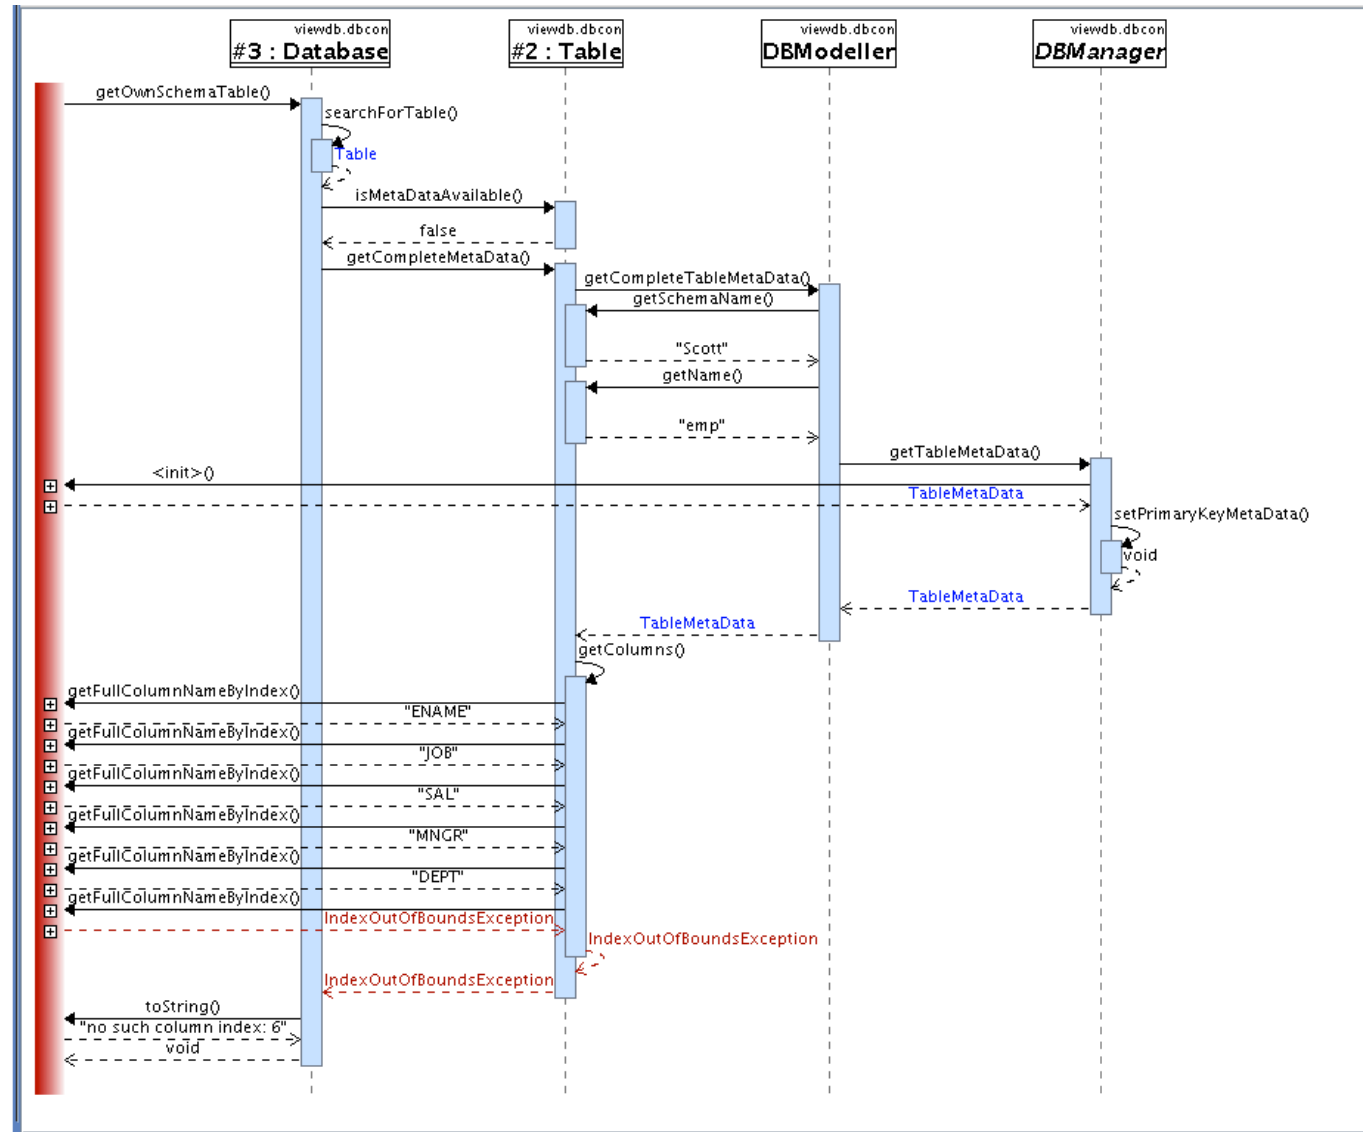 viewdb.dbcon
#3 : Database
viewdb.dbcon
#2 : Table
viewdb.dbcon
DBModeller
viewdb.dbcon
DBManager
getOwnSchemaTable()
searchForTable()
Table
isMetaDataAvailable()
false
getCompleteMetaData()
getCompleteTableMetaData()
getSchemaName()
"Scott"
getName()
"emp"
getTableMetaData()
<init>()
TableMetaData
setPrimaryKeyMetaData()
void
TableMetaData
TableMetaData
getColumns()
getFullColumnNameByIndex()
"ENAME"
getFullColumnNameByIndex()
"JOB"
getFullColumnNameByIndex()
"SAL"
getFullColumnNameByIndex()
"MNGR"
getFullColumnNameByIndex()
"DEPT"
getFullColumnNameByIndex()
IndexOutOfBoundsException
IndexOutOfBoundsException
IndexOutOfBoundsException
toString()
"no such column index: 6"
void